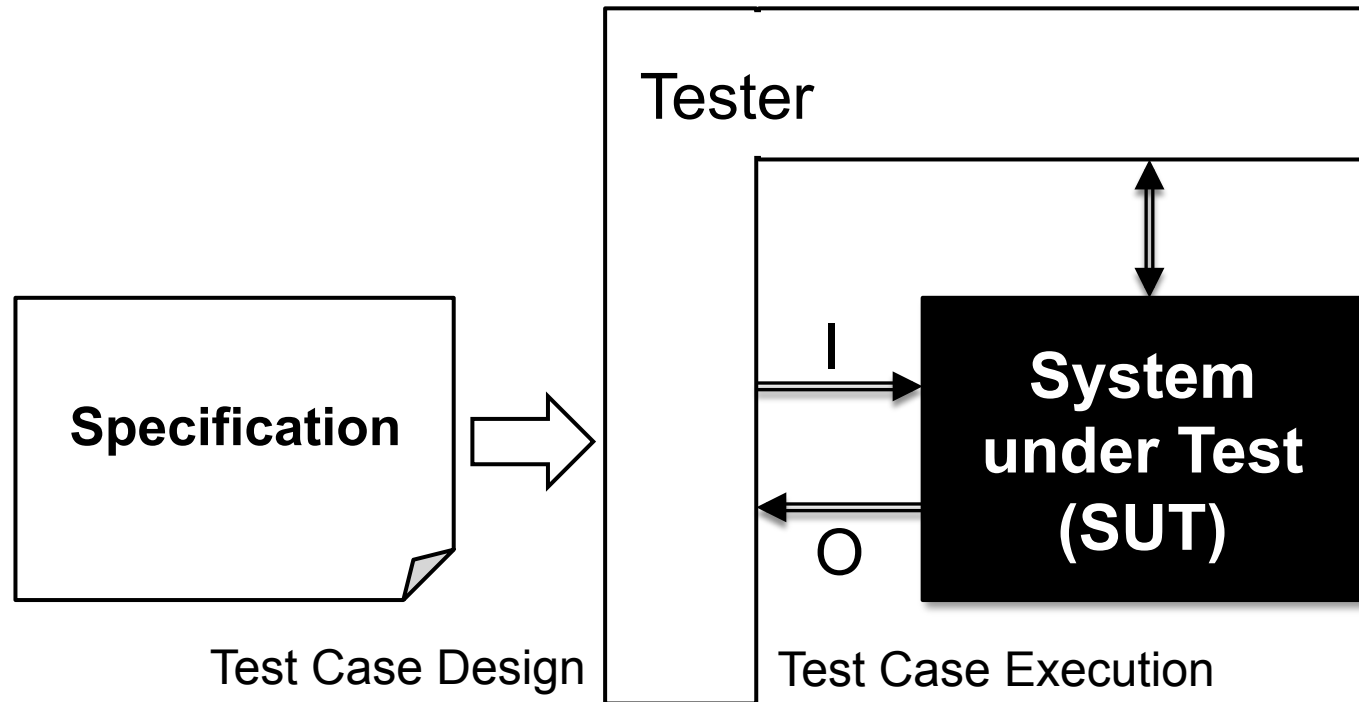 Tester
I
Specification
System
under Test
(SUT)
O
Test Case Design
Test Case Execution